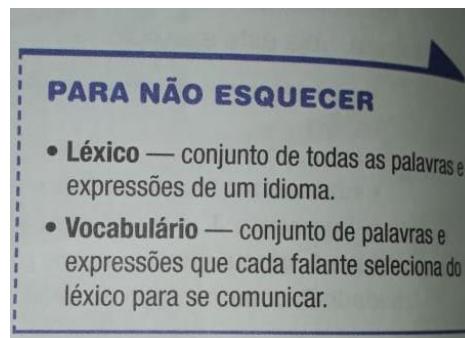 PARA NÃO ESQUECER
• Léxico — conjunto de todas as palavras e
expressões de um idioma.
• Vocabulário — conjunto de palavras e
expressões que cada falante seleciona do
léxico para se comunicar.